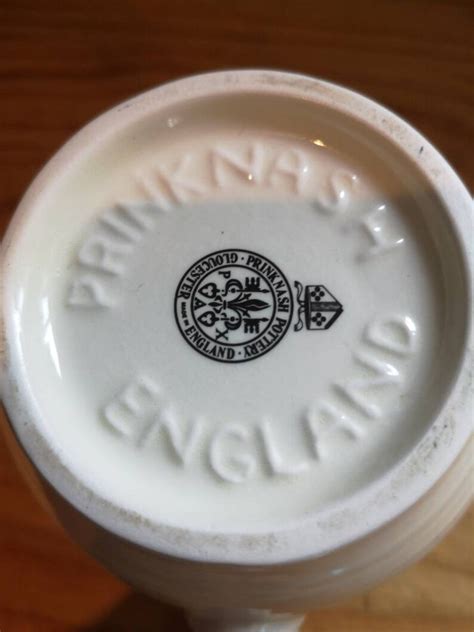 PRINKNASH
PRINKNASH POTTERY · GLOUCESTER
MADE IN
ENGLAND
ENGLAND